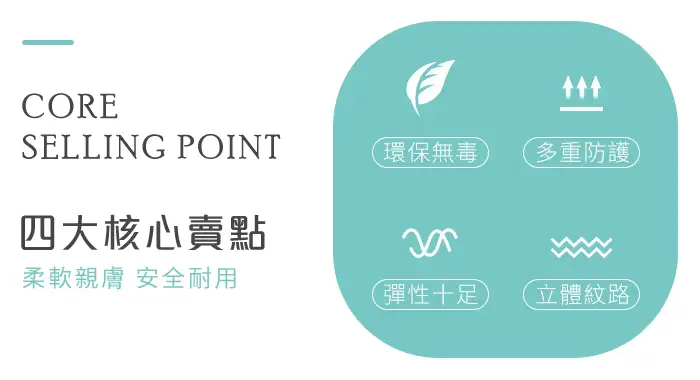 CORE
SELLING POINT
四大核心賣點
柔軟親膚 安全耐用
環保無毒
多重防護
彈性十足
立體紋路